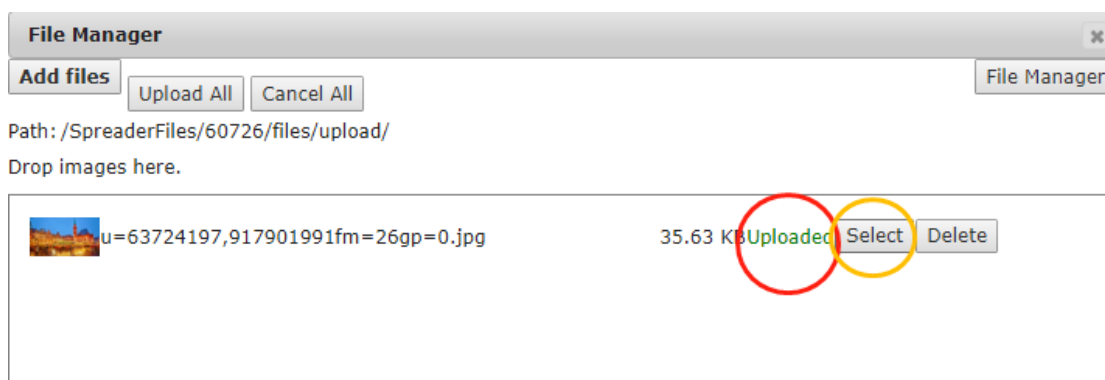 File Manager
Add files Upload All Cancel All File Manager
Path: /SpreaderFiles/60726/files/upload/
Drop images here.
u=63724197,917901991fm=26gp=0.jpg 35.63 KB Uploaded Select Delete